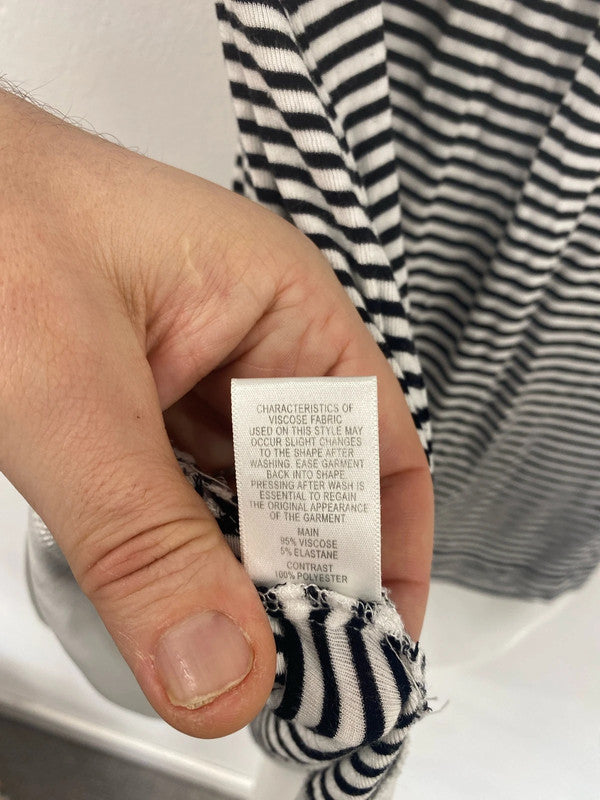 CHARACTERISTICS OF
VISCOSE FABRIC
USED ON THIS STYLE MAY
OCCUR SLIGHT CHANGES
TO THE SHAPE AFTER
WASHING. EASE GARMENT
BACK INTO SHAPE.
PRESSING AFTER WASH IS
ESSENTIAL TO REGAIN
THE ORIGINAL APPEARANCE
OF THE GARMENT
MAIN
95% VISCOSE
5% ELASTANE
CONTRAST
100% POLYESTER